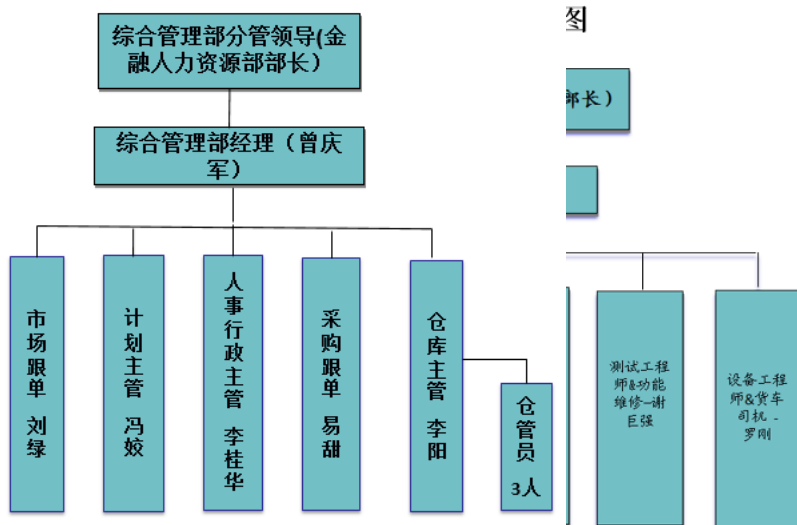 综合管理部分管领导(金
融人力资源部部长）
综合管理部经理（曾庆
军）
市场跟单 刘绿
计划主管 冯姣
人事行政主管 李桂华
采购跟单 易甜
仓库主管 李阳
仓管员
3人
图
部长）
测试工程
师&功能
维修-谢
巨强
设备工程
师&货车
司机 -
罗刚